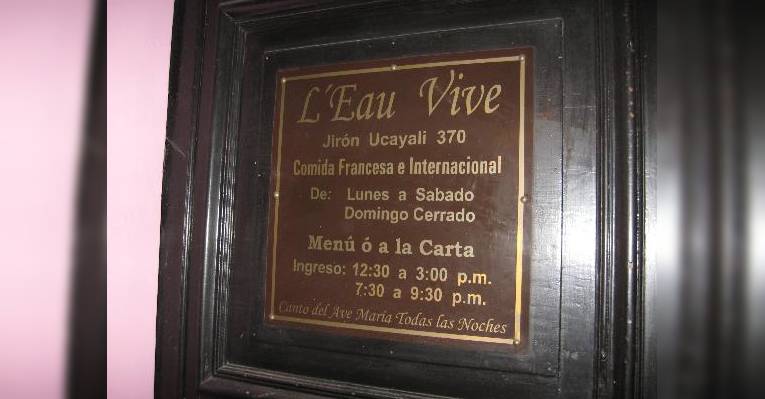 L'Eau Vive
Jirón Ucayali 370
Comida Francesa e Internacional
De: Lunes a Sabado
Domingo Cerrado
Menú ó a la Carta
Ingreso: 12:30 a 3:00 p.m.
7:30 a 9:30 p.m.
Canto del Ave María Todas las Noches